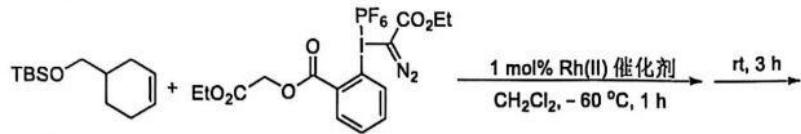 PF6
CO2Et
TBSO
+
EtO2C
O
O
I
N2
1 mol% Rh(II) 催化剂
CH2Cl2, – 60 °C, 1 h
rt, 3 h